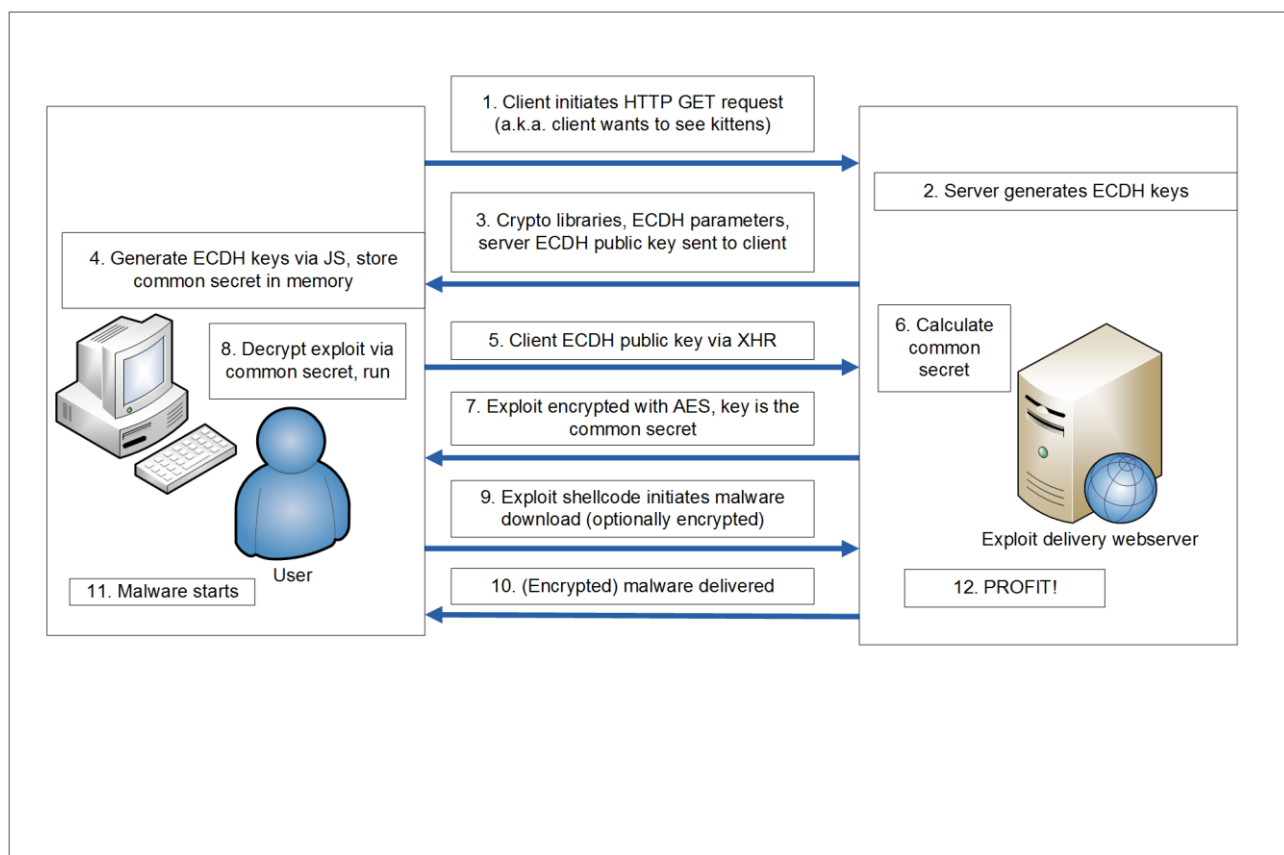 1. Client initiates HTTP GET request
(a.k.a. client wants to see kittens)
2. Server generates ECDH keys
3. Crypto libraries, ECDH parameters,
server ECDH public key sent to client
4. Generate ECDH keys via JS, store
common secret in memory
5. Client ECDH public key via XHR
6. Calculate
common
secret
7. Exploit encrypted with AES, key is the
common secret
8. Decrypt exploit via
common secret, run
9. Exploit shellcode initiates malware
download (optionally encrypted)
Exploit delivery webserver
User
10. (Encrypted) malware delivered
11. Malware starts
12. PROFIT!